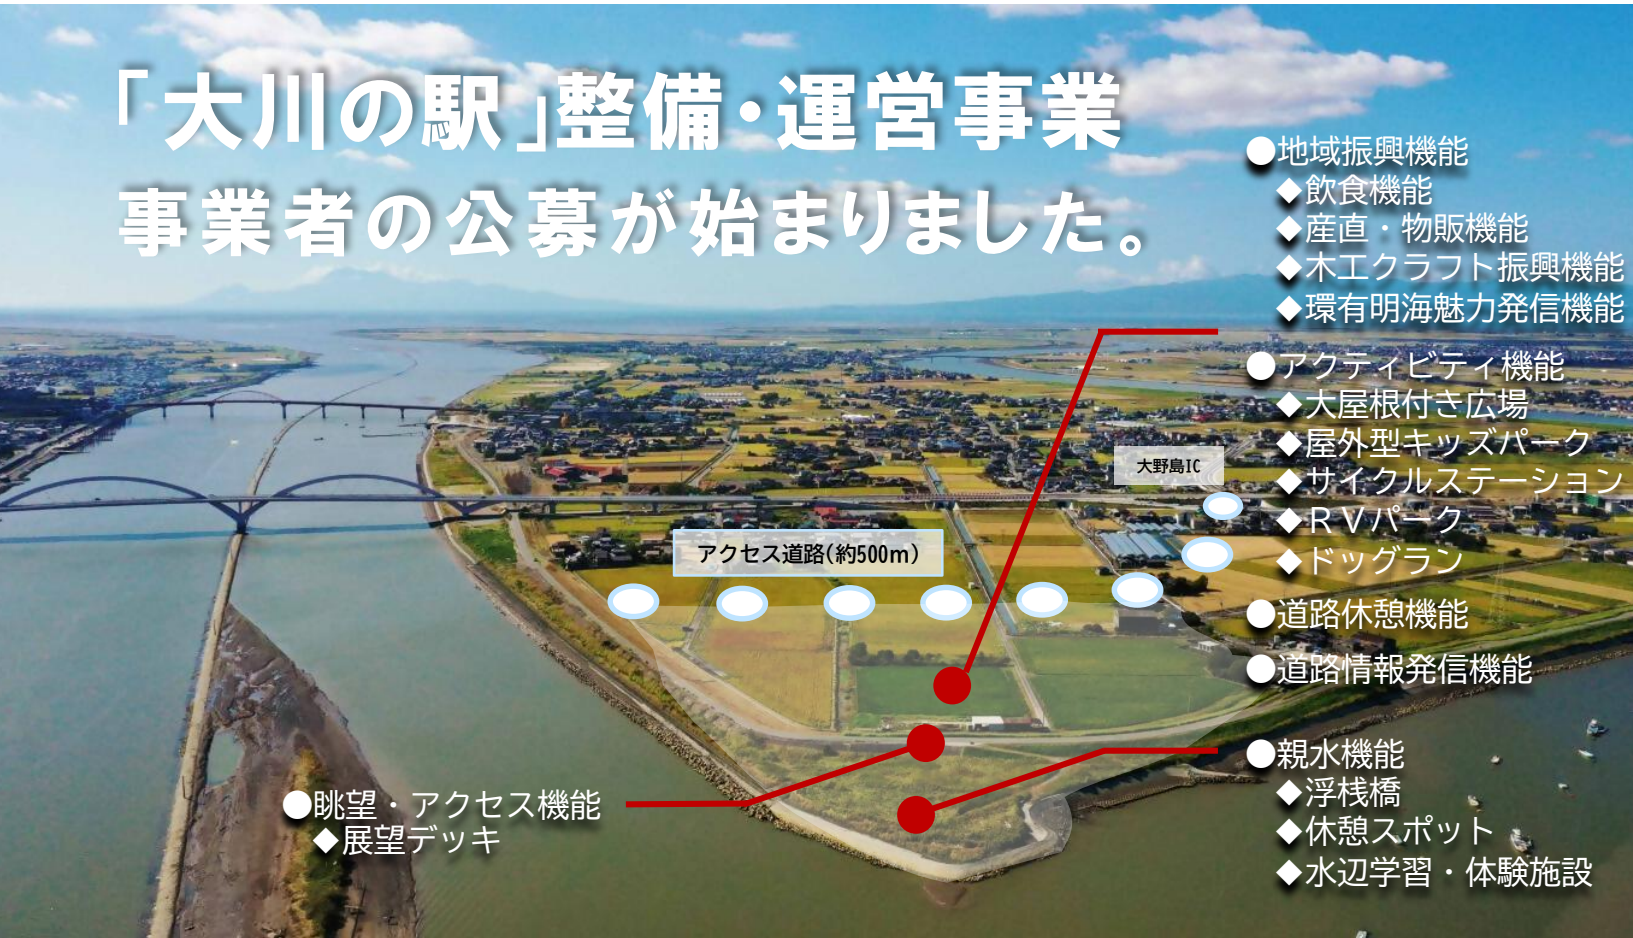 「大川の駅」整備・運営事業
事業者の公募が始まりました。
●地域振興機能
◆飲食機能
◆産直・物販機能
◆木工クラフト振興機能
◆環有明海魅力発信機能
●アクティビティ機能
◆大屋根付き広場
◆屋外型キッズパーク
◆サイクルステーション
◆ＲＶパーク
◆ドッグラン
●道路休憩機能
●道路情報発信機能
●親水機能
◆浮桟橋
◆休憩スポット
◆水辺学習・体験施設
大野島IC
アクセス道路(約500m)
●眺望・アクセス機能
◆展望デッキ